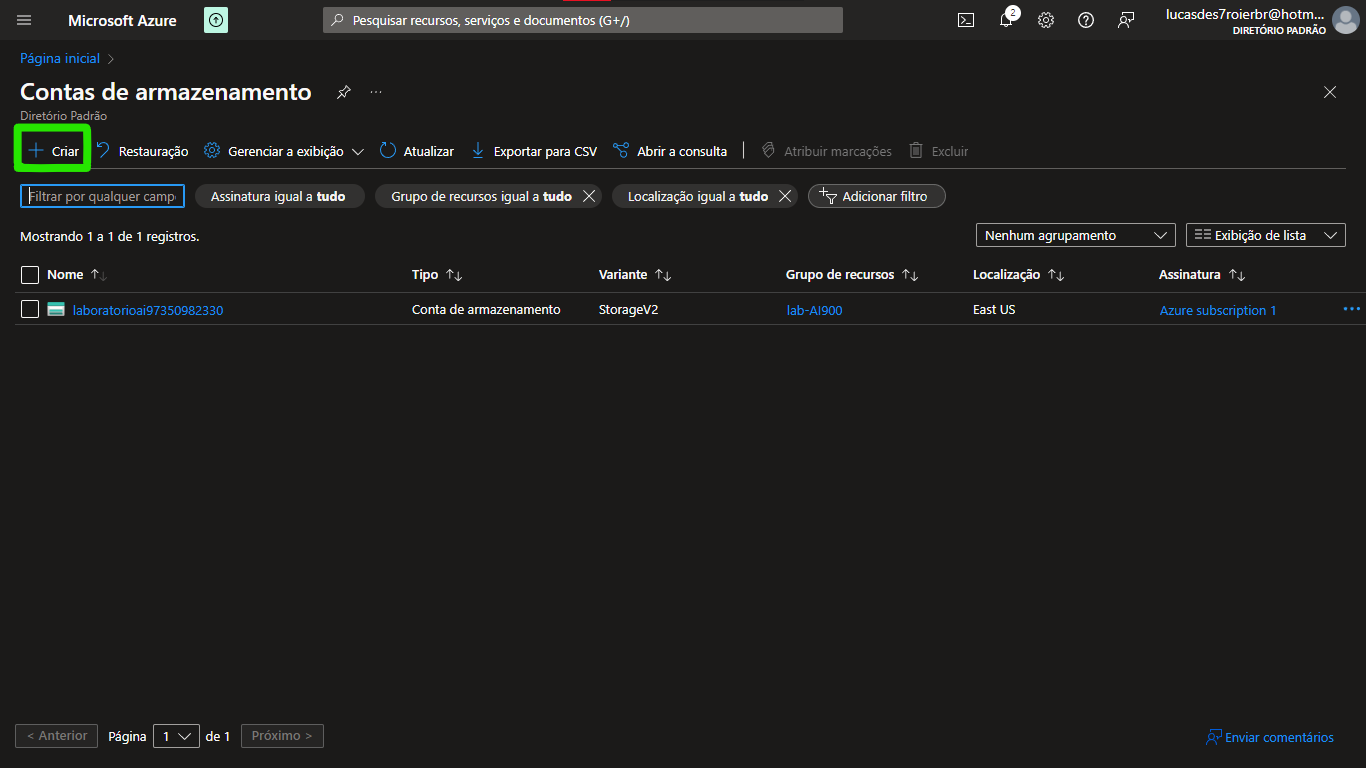 Microsoft Azure
Pesquisar recursos, serviços e documentos (G+/)
2
lucasdes7roierbr@hotm...
DIRETÓRIO PADRÃO
Página inicial >
Contas de armazenamento ...
Diretório Padrão
+ Criar Restauração Gerenciar a exibição Atualizar Exportar para CSV Abrir a consulta Atribuir marcações Excluir
Filtrar por qualquer camp Assinatura igual a tudo Grupo de recursos igual a tudo Localização igual a tudo Adicionar filtro
Mostrando 1 a 1 de 1 registros. Nenhum agrupamento Exibição de lista
Nome Tipo Variante Grupo de recursos Localização Assinatura
laboratorioai97350982330 Conta de armazenamento StorageV2 lab-AI900 East US Azure subscription 1 ...
< Anterior Página 1 de 1 Próximo > Enviar comentários